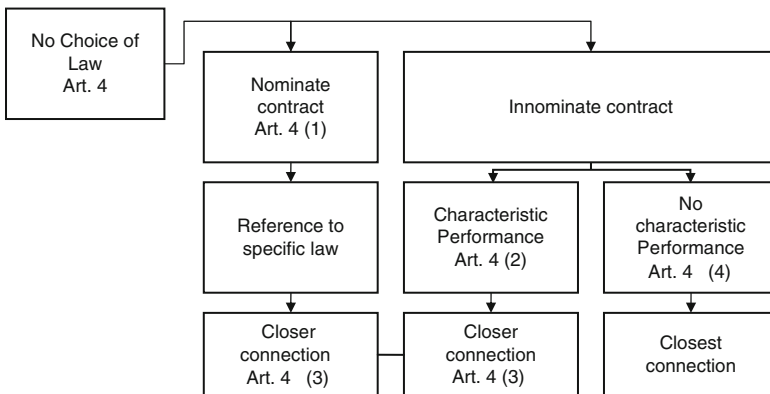 No Choice of
Law
Art. 4
Nominate
contract
Art. 4 (1)
Innominate contract
Reference to
specific law
Characteristic
Performance
Art. 4 (2)
No
characteristic
Performance
Art. 4 (4)
Closer
connection
Art. 4 (3)
Closer
connection
Art. 4 (3)
Closest
connection